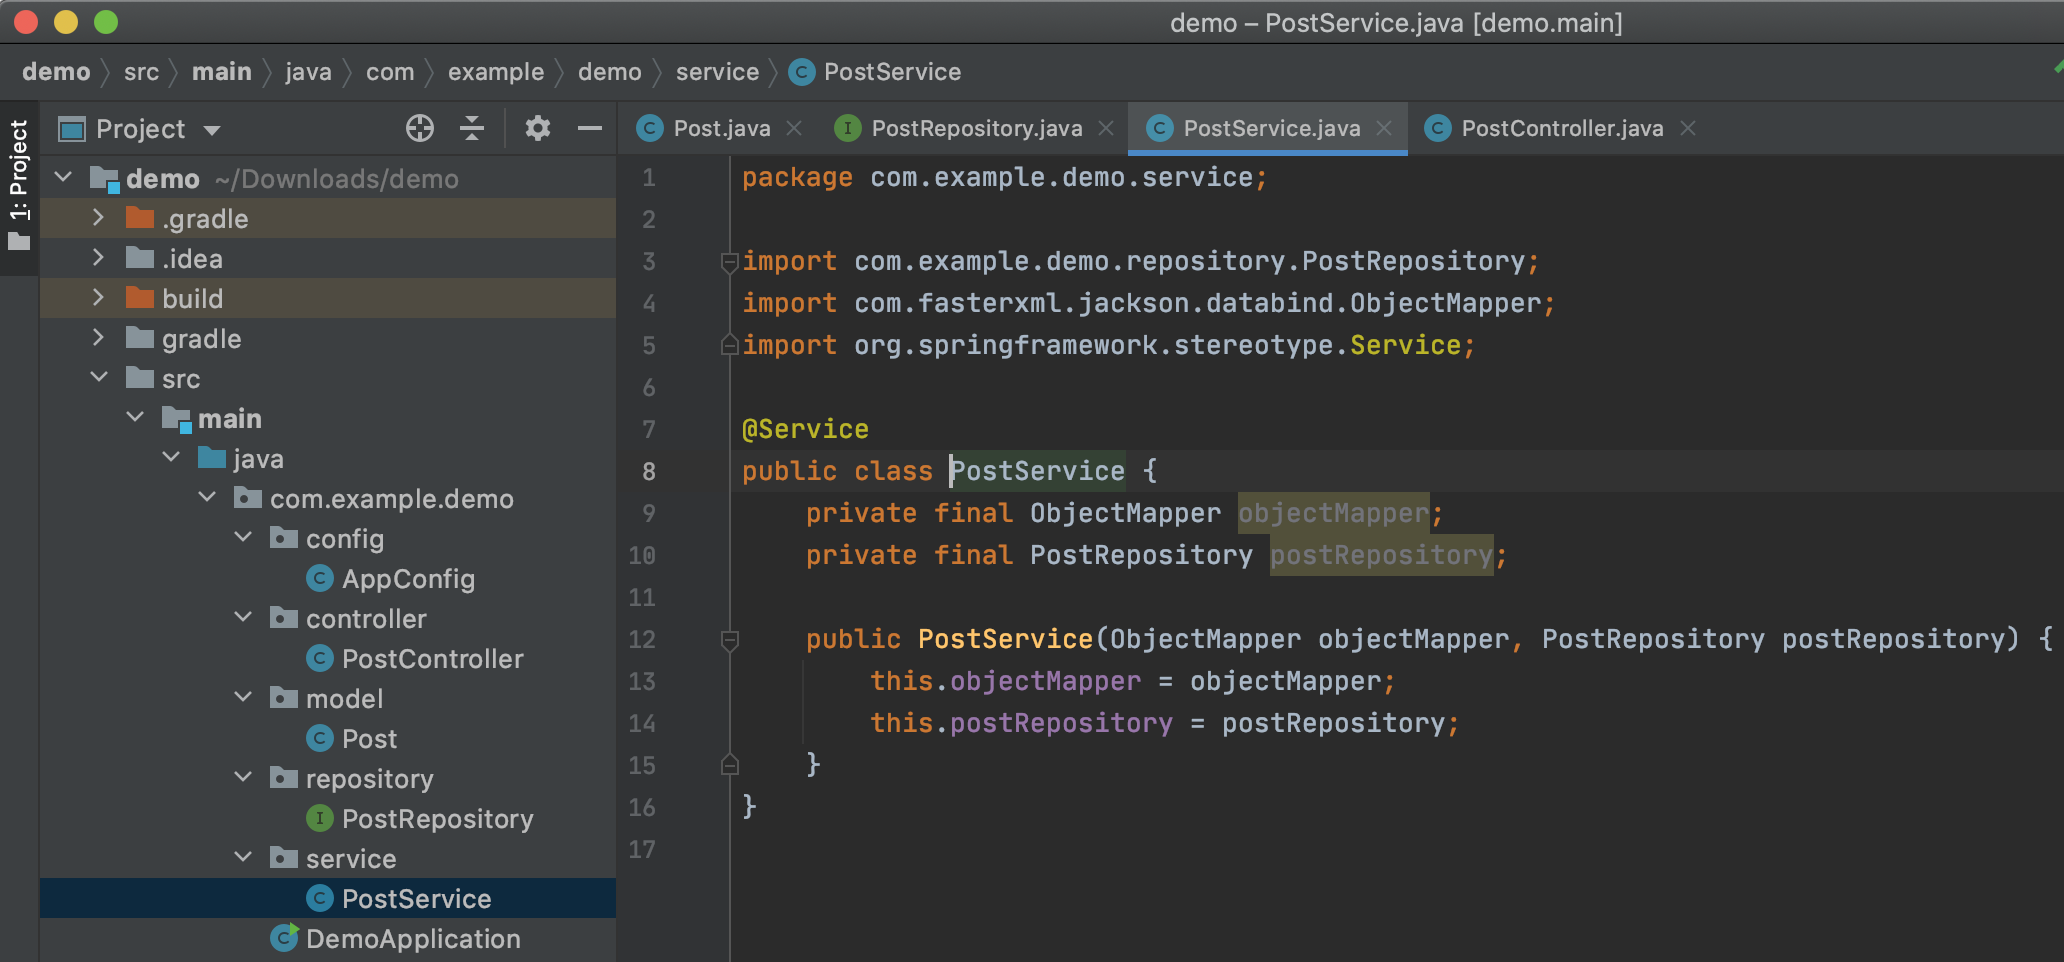 demo – PostService.java [demo.main]
demo src main java com example demo service C PostService
1: Project
Project
demo ~/Downloads/demo
.gradle
.idea
build
gradle
src
main
java
com.example.demo
config
C AppConfig
controller
C PostController
model
C Post
repository
I PostRepository
service
C PostService
C DemoApplication
C Post.java I PostRepository.java C PostService.java C PostController.java
1 package com.example.demo.service;
2
3 import com.example.demo.repository.PostRepository;
4 import com.fasterxml.jackson.databind.ObjectMapper;
5 import org.springframework.stereotype.Service;
6
7 @Service
8 public class PostService {
9     private final ObjectMapper objectMapper;
10     private final PostRepository postRepository;
11
12     public PostService(ObjectMapper objectMapper, PostRepository postRepository) {
13         this.objectMapper = objectMapper;
14         this.postRepository = postRepository;
15     }
16 }
17